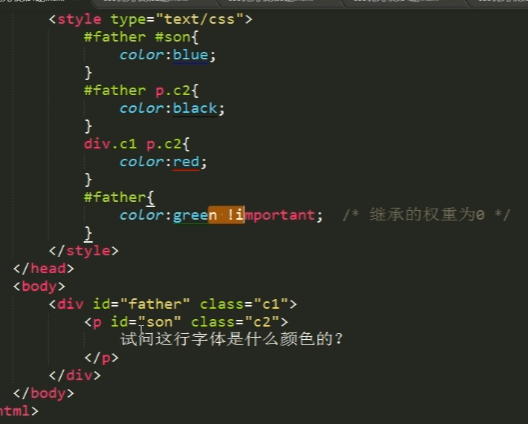 <style type="text/css">
#father #son{
color:blue;
}
#father p.c2{
color:black;
}
div.c1 p.c2{
color:red;
}
#father{
color:green !important; /* 继承的权重为0 */
}
</style>
</head>
<body>
<div id="father" class="c1">
<p id="son" class="c2">
试问这行字体是什么颜色的?
</p>
</div>
</body>
html>